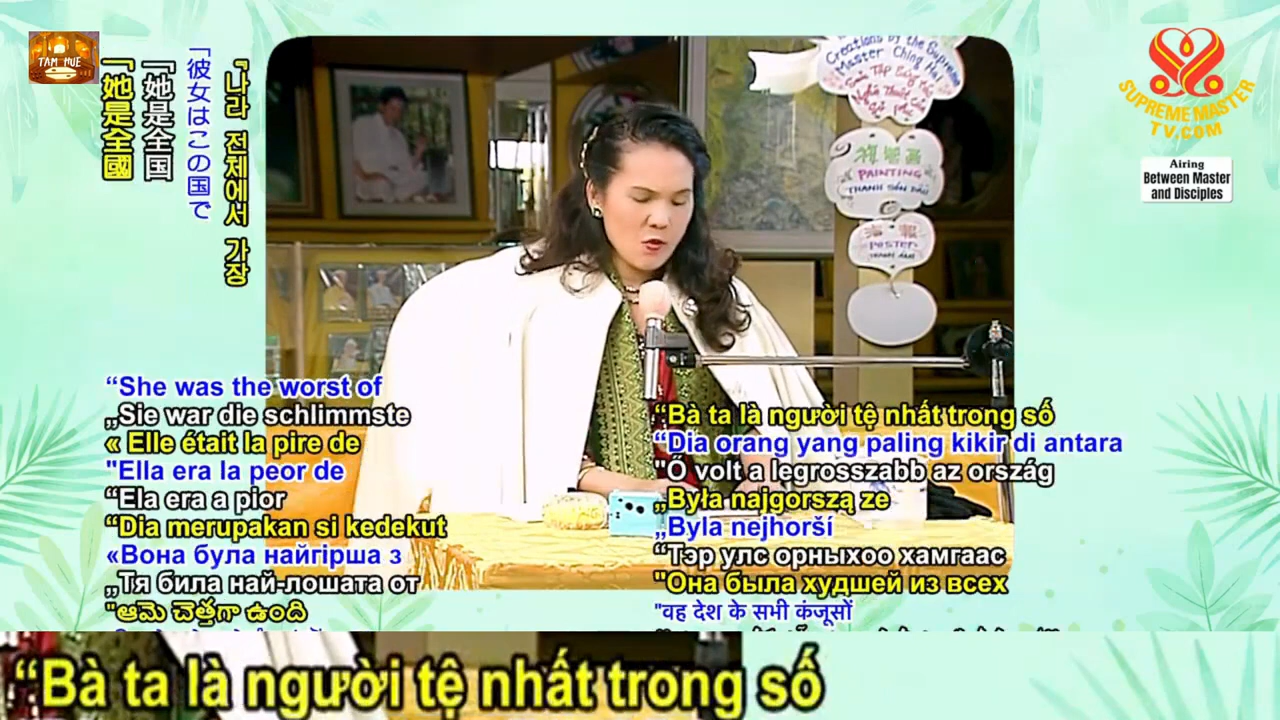 TAM HUE
『나라 전체에서 가장
「彼女はこの国で
「她是全国
「她是全國
Creations by the Supreme
Master Ching Hai
PAINTING
POSTER
SUPREME MASTER
TV.COM
Airing
Between Master
and Disciples
“She was the worst of
„Sie war die schlimmste
« Elle était la pire de
"Ella era la peor de
“Ela era a pior
“Dia merupakan si kedekut
«Вона була найгірша з
„Тя била най-лошата от
"ఆమె చెత్తగా ఉంది
“Bà ta là người tệ nhất trong số
“Dia orang yang paling kikir di antara
"Ő volt a legrosszabb az ország
„Była najgorszą ze
„Byla nejhorší
“Тэр улс орныхоо хамгаас
"Она была худшей из всех
"वह देश के सभी कंजूसों
“Bà ta là người tệ nhất trong số